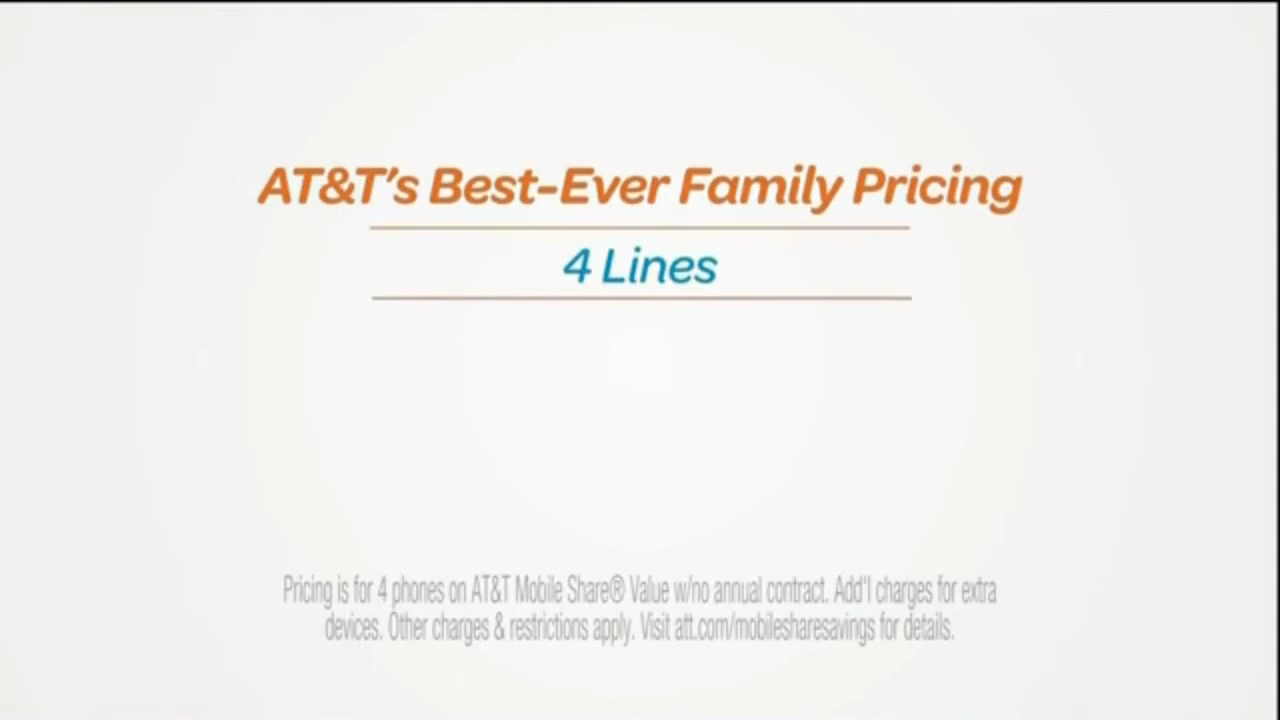 AT&T's Best-Ever Family Pricing
4 Lines
Pricing is for 4 phones on AT&T Mobile Share® Value w/no annual contract. Add'l charges for extra
devices. Other charges & restrictions apply. Visit att.com/mobilesharesavings for details.